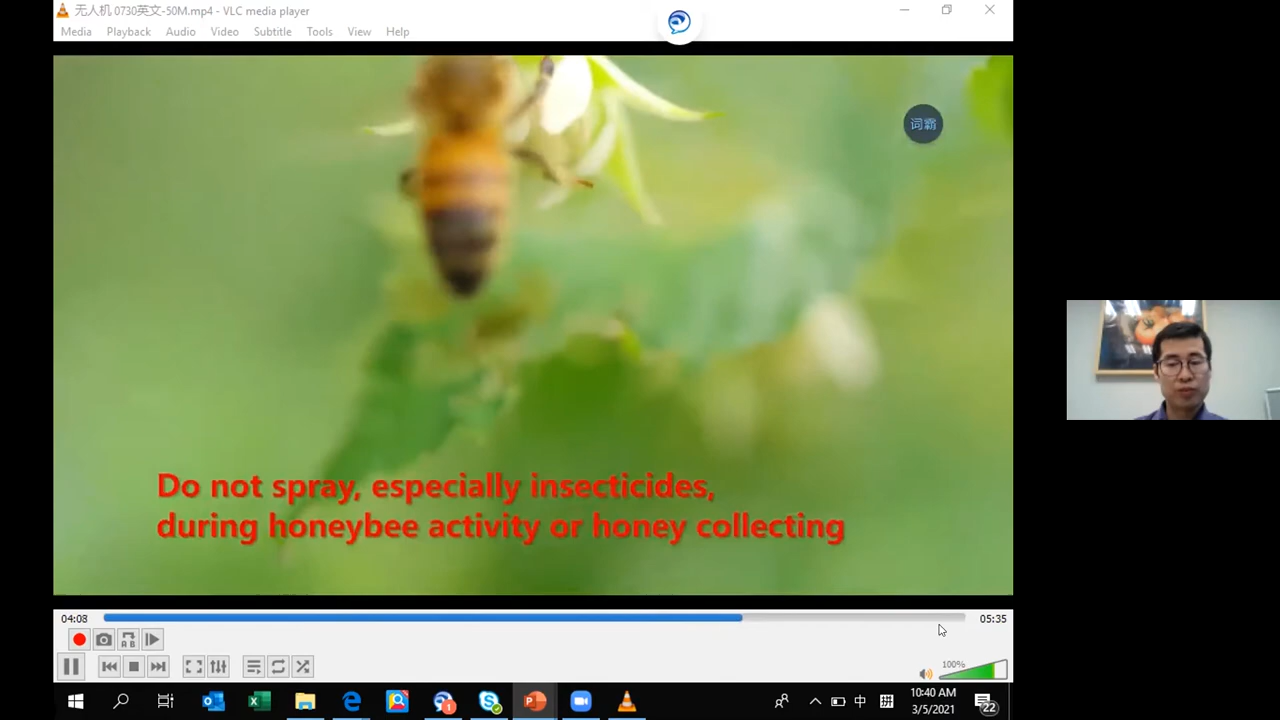 无人机 0730英文-50M.mp4 - VLC media player
Media Playback Audio Video Subtitle Tools View Help
词霸
Do not spray, especially insecticides,
during honeybee activity or honey collecting
04:08
05:35
100%
中
拼
10:40 AM
3/5/2021
22